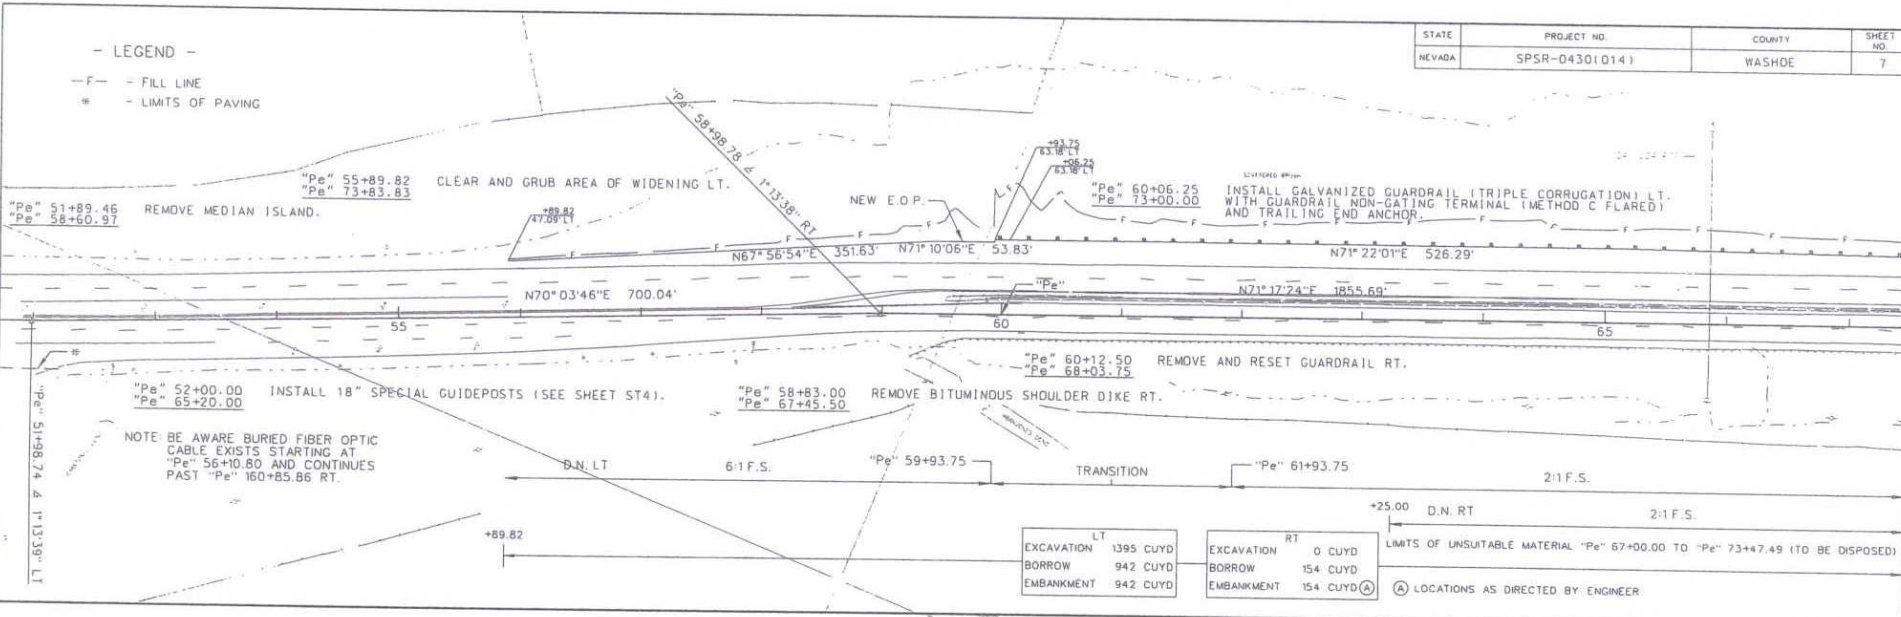 - LEGEND -
—F— - FILL LINE
※ - LIMITS OF PAVING
STATE PROJECT NO. COUNTY SHEET NO.
NEVADA SPSR-0430(014) WASHOE 7
"Pe" 51+89.46
"Pe" 58+60.97
REMOVE MEDIAN ISLAND.
"Pe" 55+89.82
"Pe" 73+83.83
CLEAR AND GRUB AREA OF WIDENING LT.
+89.82
47.09' LT
"Pe" 58+98.78 Δ 1°13'38" RT
NEW E.O.P.
+93.75
63.18' LT
+06.25
63.18' LT
"Pe" 60+06.25
"Pe" 73+00.00
INSTALL GALVANIZED GUARDRAIL (TRIPLE CORRUGATION) LT.
WITH GUARDRAIL NON-GATING TERMINAL (METHOD C FLARED)
AND TRAILING END ANCHOR.
F F F F F F F F F F F F
N67°56'54"E 351.63'
N71°10'06"E 53.83'
N71°22'01"E 526.29'
N70°03'46"E 700.04'
"Pe"
N71°17'24"E 1855.69'
55
60
65
※
"Pe" 60+12.50
"Pe" 68+03.75
REMOVE AND RESET GUARDRAIL RT.
"Pe" 52+00.00
"Pe" 65+20.00
INSTALL 18" SPECIAL GUIDEPOSTS (SEE SHEET ST4).
"Pe" 58+83.00
"Pe" 67+45.50
REMOVE BITUMINOUS SHOULDER DIKE RT.
"Pe" 51+98.74 Δ 1°13'39" LT
NOTE: BE AWARE BURIED FIBER OPTIC
CABLE EXISTS STARTING AT
"Pe" 56+10.80 AND CONTINUES
PAST "Pe" 160+85.86 RT.
D.N. LT
6:1 F.S.
"Pe" 59+93.75
TRANSITION
"Pe" 61+93.75
2:1 F.S.
+25.00
D.N. RT
2:1 F.S.
+89.82
LT
EXCAVATION 1395 CUYD
BORROW 942 CUYD
EMBANKMENT 942 CUYD
RT
EXCAVATION 0 CUYD
BORROW 154 CUYD
EMBANKMENT 154 CUYD Ⓐ
LIMITS OF UNSUITABLE MATERIAL "Pe" 67+00.00 TO "Pe" 73+47.49 (TO BE DISPOSED)
Ⓐ LOCATIONS AS DIRECTED BY ENGINEER